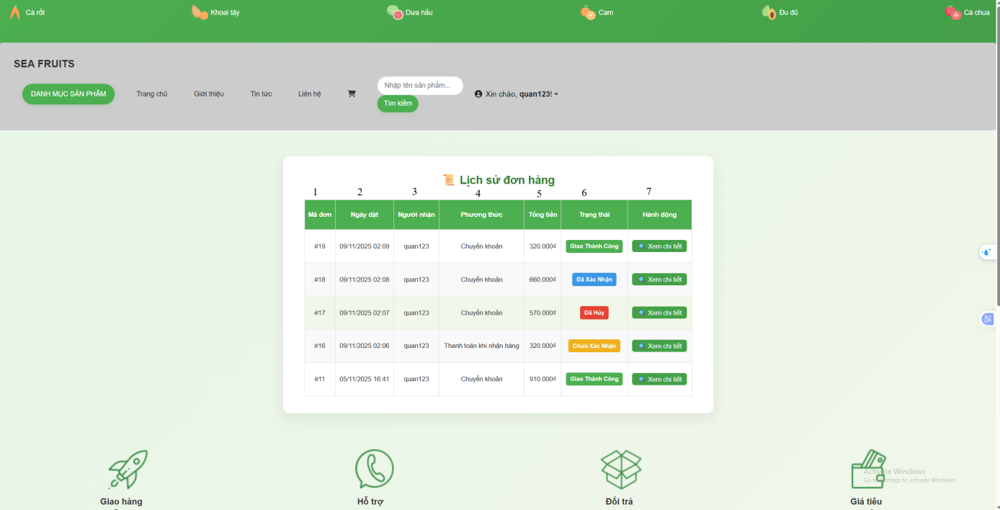 Cà rốt Khoai tây Dưa hấu Cam Đu đủ Cà chua
SEA FRUITS
DANH MỤC SẢN PHẨM Trang chủ Giới thiệu Tin tức Liên hệ Nhập tên sản phẩm... Xin chào, quan123!
Tìm kiếm
Lịch sử đơn hàng
1 2 3 4 5 6 7
Mã đơn Ngày đặt Người nhận Phương thức Tổng tiền Trạng thái Hành động
#19 09/11/2025 02:09 quan123 Chuyển khoản 320.000₫ Giao Thành Công Xem chi tiết
#18 09/11/2025 02:08 quan123 Chuyển khoản 660.000₫ Đã Xác Nhận Xem chi tiết
#17 09/11/2025 02:07 quan123 Chuyển khoản 570.000₫ Đã Hủy Xem chi tiết
#16 09/11/2025 02:06 quan123 Thanh toán khi nhận hàng 320.000₫ Chưa Xác Nhận Xem chi tiết
#11 05/11/2025 16:41 quan123 Chuyển khoản 910.000₫ Giao Thành Công Xem chi tiết
Activate Windows
Go to Settings to activate Windows.
Giao hàng Hỗ trợ Đổi trả Giá tiêu